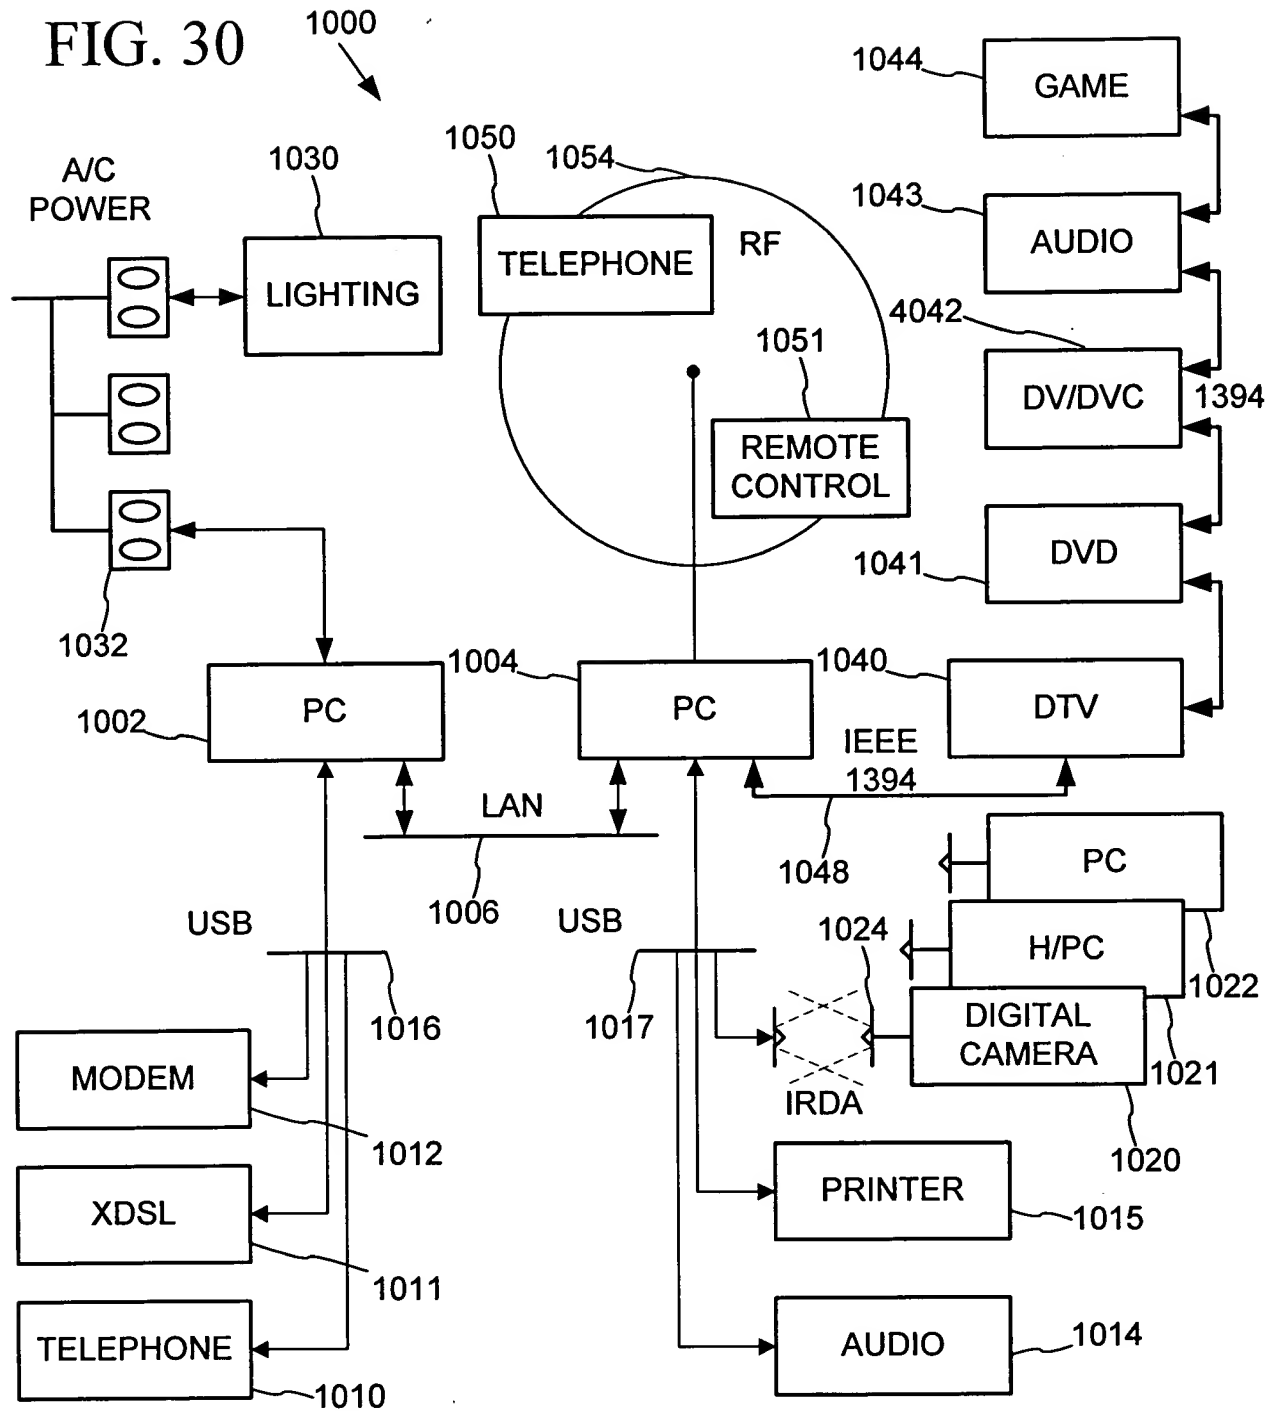 FIG. 30
1000
1044
GAME
1050
1054
A/C
POWER
1030
1043
AUDIO
TELEPHONE
RF
LIGHTING
4042
1051
DV/DVC
1394
REMOTE
CONTROL
DVD
1041
1032
1004
1040
PC
PC
DTV
1002
IEEE
1394
LAN
1048
PC
1006
USB
USB
1024
H/PC
1022
1016
1017
DIGITAL
CAMERA
1021
MODEM
IRDA
1012
1020
XDSL
PRINTER
1015
1011
TELEPHONE
AUDIO
1014
1010